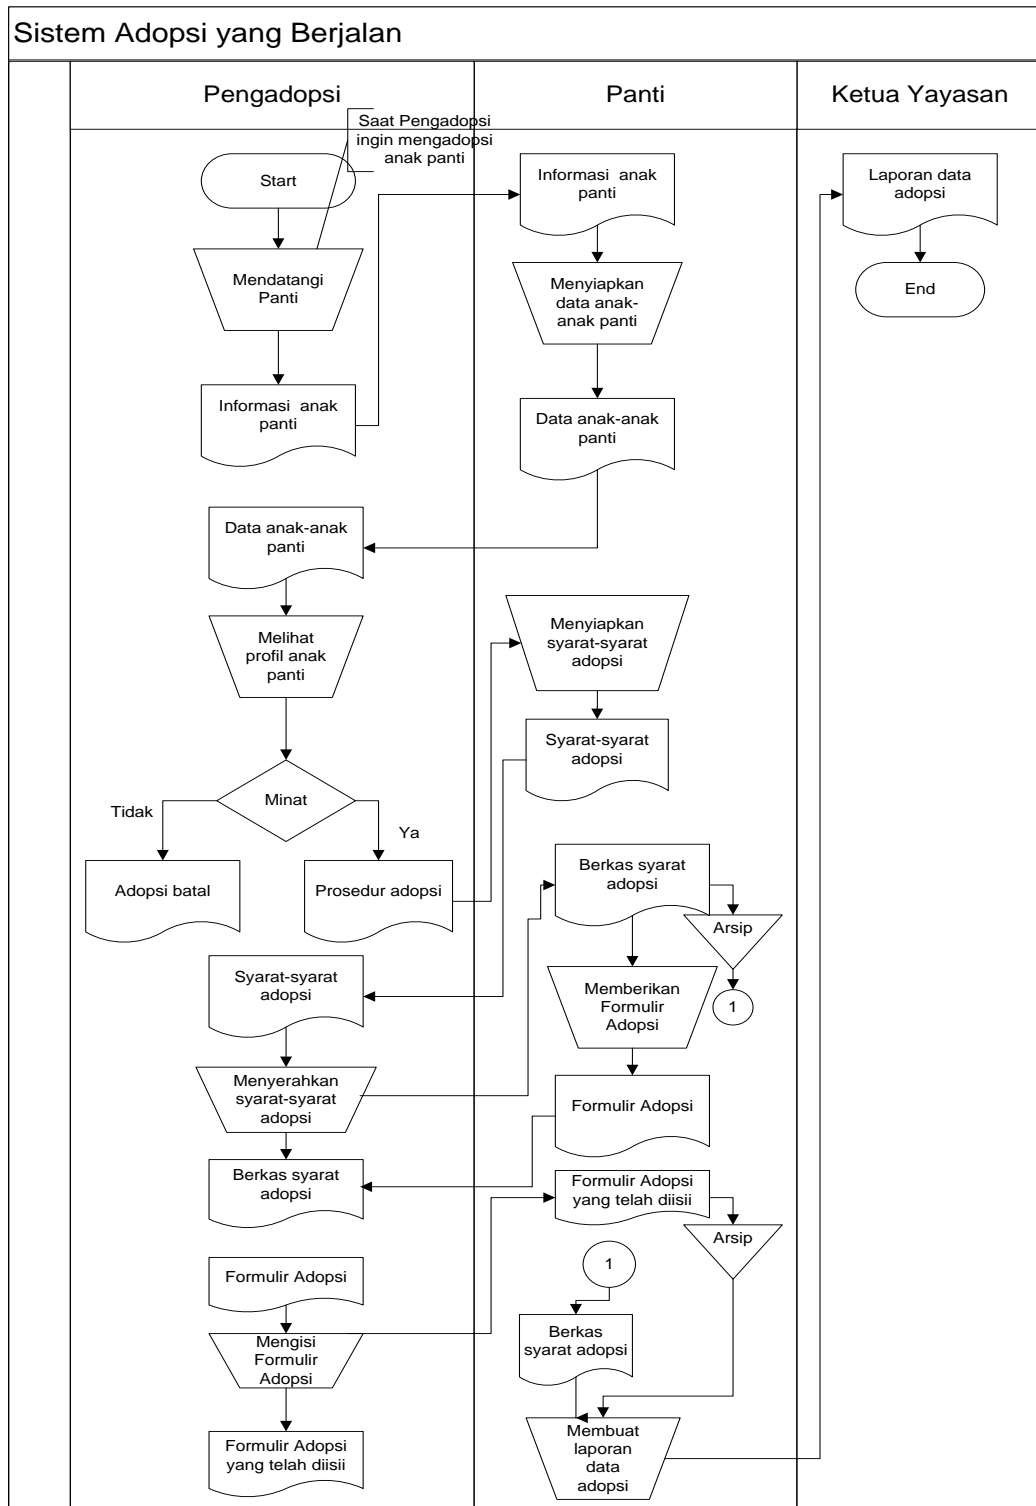 Sistem Adopsi yang Berjalan
Pengadopsi
Panti
Ketua Yayasan
Saat Pengadopsi
ingin mengadopsi
anak panti
Start
Mendatangi
Panti
Informasi  anak
panti
Data anak-anak
panti
Melihat
profil anak
panti
Minat
Tidak
Ya
Adopsi batal
Prosedur adopsi
Syarat-syarat
adopsi
Menyerahkan
syarat-syarat
adopsi
Berkas syarat
adopsi
Formulir Adopsi
Mengisi
Formulir
Adopsi
Formulir Adopsi
yang telah diisii
Informasi  anak
panti
Menyiapkan
data anak-
anak panti
Data anak-anak
panti
Menyiapkan
syarat-syarat
adopsi
Syarat-syarat
adopsi
Berkas syarat
adopsi
Arsip
1
Memberikan
Formulir
Adopsi
Formulir Adopsi
Formulir Adopsi
yang telah diisii
Arsip
1
Berkas
syarat adopsi
Membuat
laporan
data
adopsi
Laporan data
adopsi
End